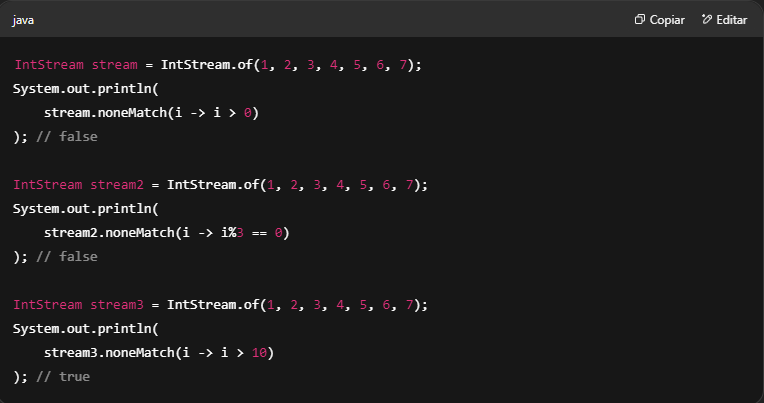 java
Copiar
Editar
IntStream stream = IntStream.of(1, 2, 3, 4, 5, 6, 7);
System.out.println(
    stream.noneMatch(i -> i > 0)
); // false
IntStream stream2 = IntStream.of(1, 2, 3, 4, 5, 6, 7);
System.out.println(
    stream2.noneMatch(i -> i%3 == 0)
); // false
IntStream stream3 = IntStream.of(1, 2, 3, 4, 5, 6, 7);
System.out.println(
    stream3.noneMatch(i -> i > 10)
); // true